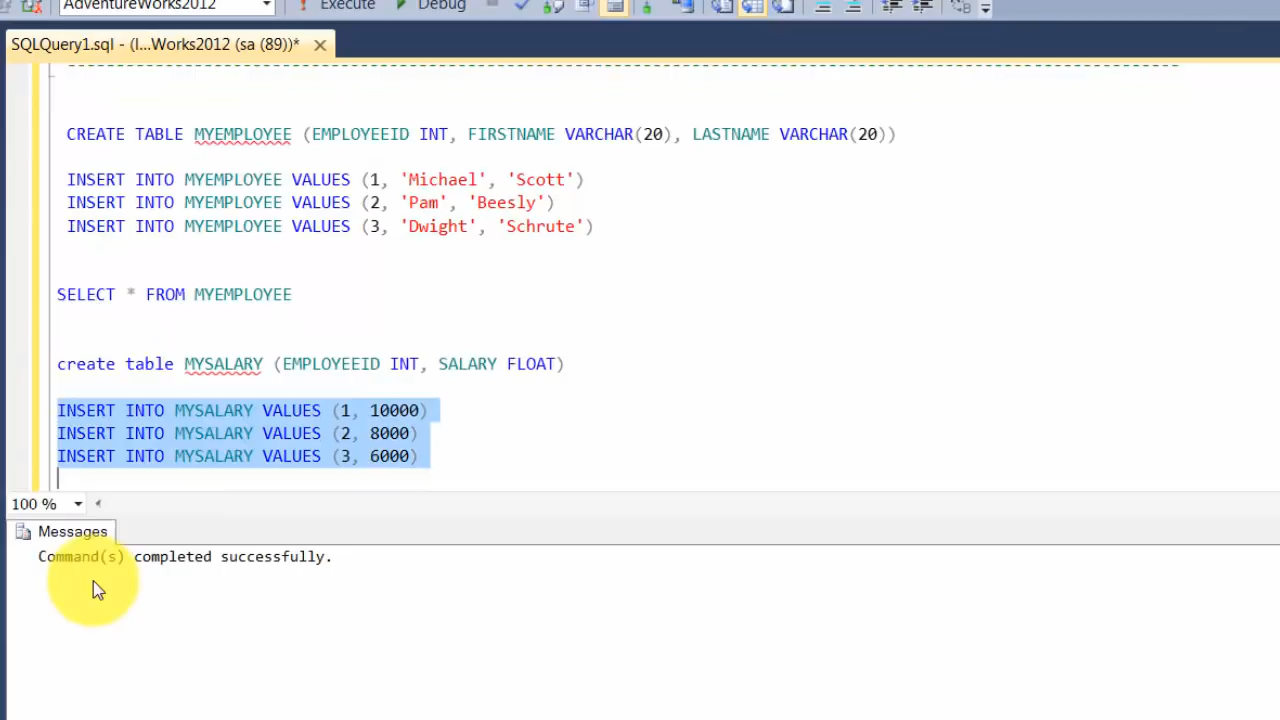 AdventureWorks2012 Execute Debug
SQLQuery1.sql - (l...Works2012 (sa (89))*
CREATE TABLE MYEMPLOYEE (EMPLOYEEID INT, FIRSTNAME VARCHAR(20), LASTNAME VARCHAR(20))
INSERT INTO MYEMPLOYEE VALUES (1, 'Michael', 'Scott')
INSERT INTO MYEMPLOYEE VALUES (2, 'Pam', 'Beesly')
INSERT INTO MYEMPLOYEE VALUES (3, 'Dwight', 'Schrute')
SELECT * FROM MYEMPLOYEE
create table MYSALARY (EMPLOYEEID INT, SALARY FLOAT)
INSERT INTO MYSALARY VALUES (1, 10000)
INSERT INTO MYSALARY VALUES (2, 8000)
INSERT INTO MYSALARY VALUES (3, 6000)
100 %
Messages
Command(s) completed successfully.